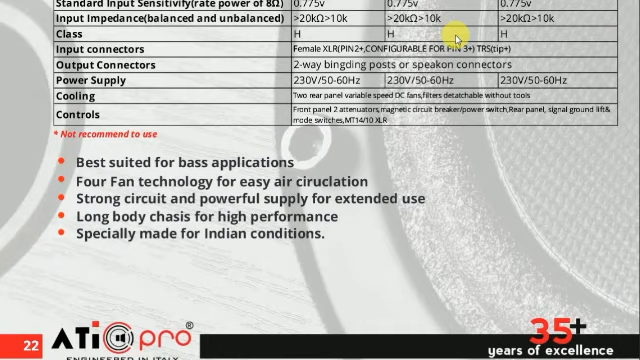 Standard Input Sensitivity(rate power of 8Ω) 0.775v 0.775v 0.775v
Input Impedance(balanced and unbalanced) >20kΩ>10k >20kΩ>10k >20kΩ>10k
Class H H H
Input connectors Female XLR(PIN2+,CONFIGURABLE FOR PIN 3+) TRS(tip+)
Output Connectors 2-way bingding posts or speakon connectors
Power Supply 230V/50-60Hz 230V/50-60Hz 230V/50-60Hz
Cooling Two rear panel variable speed DC fans,filters detatchable without tools
Controls Front panel 2 attenuators,magnetic circuit breaker/power switch,Rear panel, signal ground lift&
mode switches,MT14/10 XLR
* Not recommend to use
• Best suited for bass applications
• Four Fan technology for easy air ciruclation
• Strong circuit and powerful supply for extended use
• Long body chasis for high performance
• Specially made for Indian conditions.
22 ATi pro®
ENGINEERED IN ITALY
35+
years of excellence